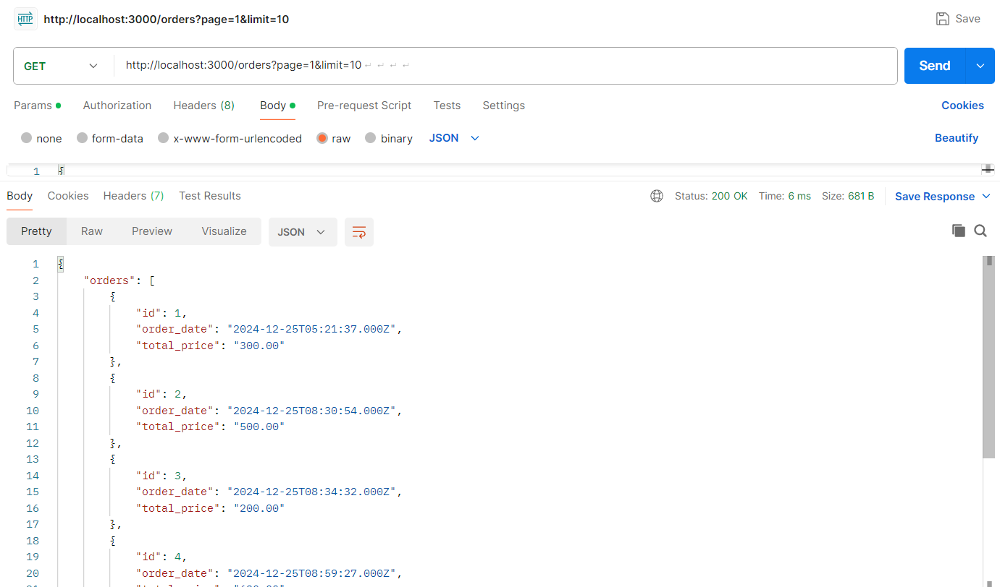 HTTP http://localhost:3000/orders?page=1&limit=10 Save
GET http://localhost:3000/orders?page=1&limit=10 ↵ ↵ ↵ ↵ Send
Params Authorization Headers (8) Body Pre-request Script Tests Settings Cookies
none form-data x-www-form-urlencoded raw binary JSON Beautify
1 {
Body Cookies Headers (7) Test Results Status: 200 OK Time: 6 ms Size: 681 B Save Response
Pretty Raw Preview Visualize JSON
1 {
2 "orders": [
3 {
4 "id": 1,
5 "order_date": "2024-12-25T05:21:37.000Z",
6 "total_price": "300.00"
7 },
8 {
9 "id": 2,
10 "order_date": "2024-12-25T08:30:54.000Z",
11 "total_price": "500.00"
12 },
13 {
14 "id": 3,
15 "order_date": "2024-12-25T08:34:32.000Z",
16 "total_price": "200.00"
17 },
18 {
19 "id": 4,
20 "order_date": "2024-12-25T08:59:27.000Z",